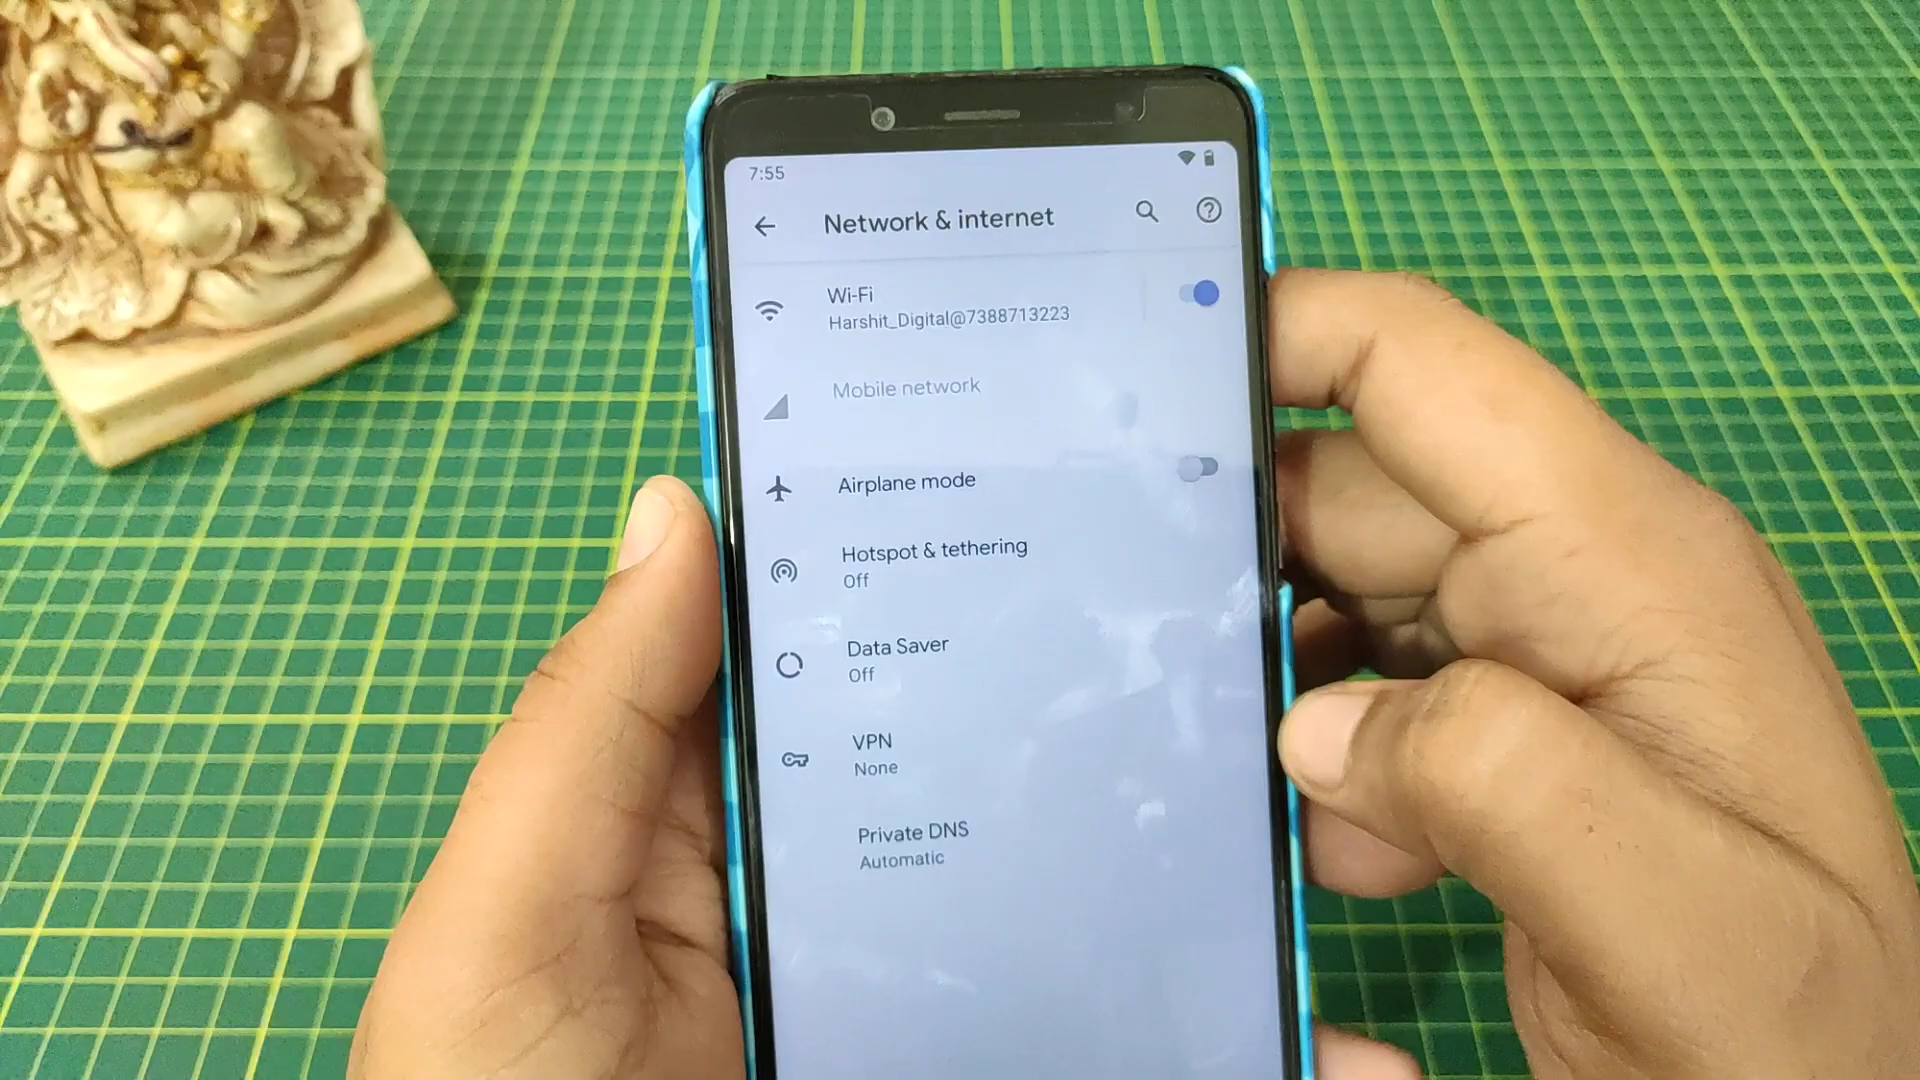 7:55
Network & internet
Wi-Fi
Harshit_Digital@7388713223
Mobile network
Airplane mode
Hotspot & tethering
Off
Data Saver
Off
VPN
None
Private DNS
Automatic